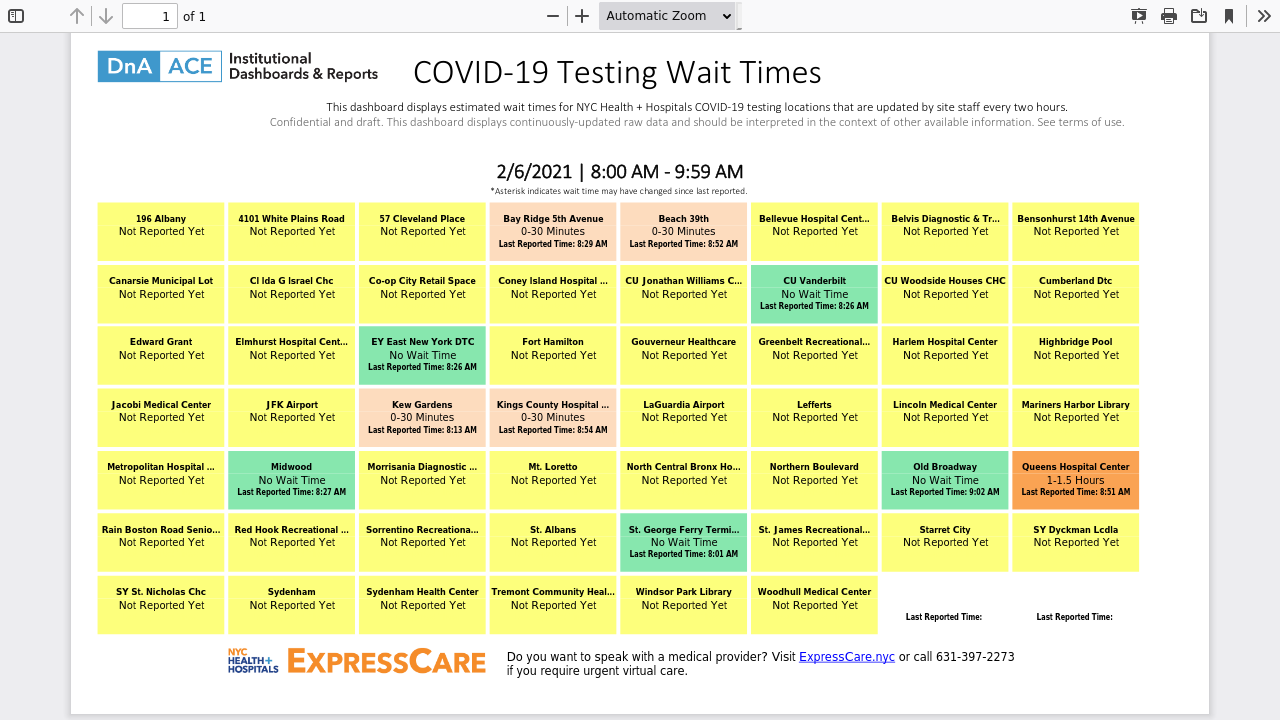 1 of 1 Automatic Zoom
DnA ACE Institutional Dashboards & Reports
COVID-19 Testing Wait Times
This dashboard displays estimated wait times for NYC Health + Hospitals COVID-19 testing locations that are updated by site staff every two hours.
Confidential and draft. This dashboard displays continuously-updated raw data and should be interpreted in the context of other available information. See terms of use.
2/6/2021 | 8:00 AM - 9:59 AM
*Asterisk indicates wait time may have changed since last reported.
196 Albany 4101 White Plains Road 57 Cleveland Place Bay Ridge 5th Avenue Beach 39th Bellevue Hospital Cent... Belvis Diagnostic & Tr... Bensonhurst 14th Avenue
Not Reported Yet Not Reported Yet Not Reported Yet 0-30 Minutes 0-30 Minutes Not Reported Yet Not Reported Yet Not Reported Yet
Last Reported Time: 8:29 AM Last Reported Time: 8:52 AM
Canarsie Municipal Lot Cl Ida G Israel Chc Co-op City Retail Space Coney Island Hospital ... CU Jonathan Williams C... CU Vanderbilt CU Woodside Houses CHC Cumberland Dtc
Not Reported Yet Not Reported Yet Not Reported Yet Not Reported Yet Not Reported Yet No Wait Time Not Reported Yet Not Reported Yet
Last Reported Time: 8:26 AM
Edward Grant Elmhurst Hospital Cent... EY East New York DTC Fort Hamilton Gouverneur Healthcare Greenbelt Recreational... Harlem Hospital Center Highbridge Pool
Not Reported Yet Not Reported Yet No Wait Time Not Reported Yet Not Reported Yet Not Reported Yet Not Reported Yet Not Reported Yet
Last Reported Time: 8:26 AM
Jacobi Medical Center JFK Airport Kew Gardens Kings County Hospital ... LaGuardia Airport Lefferts Lincoln Medical Center Mariners Harbor Library
Not Reported Yet Not Reported Yet 0-30 Minutes 0-30 Minutes Not Reported Yet Not Reported Yet Not Reported Yet Not Reported Yet
Last Reported Time: 8:13 AM Last Reported Time: 8:54 AM
Metropolitan Hospital ... Midwood Morrisania Diagnostic ... Mt. Loretto North Central Bronx Ho... Northern Boulevard Old Broadway Queens Hospital Center
Not Reported Yet No Wait Time Not Reported Yet Not Reported Yet Not Reported Yet Not Reported Yet No Wait Time 1-1.5 Hours
Last Reported Time: 8:27 AM Last Reported Time: 9:02 AM Last Reported Time: 8:51 AM
Rain Boston Road Senio... Red Hook Recreational ... Sorrentino Recreationa... St. Albans St. George Ferry Termi... St. James Recreational... Starret City SY Dyckman Lcdla
Not Reported Yet Not Reported Yet Not Reported Yet Not Reported Yet No Wait Time Not Reported Yet Not Reported Yet Not Reported Yet
Last Reported Time: 8:01 AM
SY St. Nicholas Chc Sydenham Sydenham Health Center Tremont Community Heal... Windsor Park Library Woodhull Medical Center
Not Reported Yet Not Reported Yet Not Reported Yet Not Reported Yet Not Reported Yet Not Reported Yet
Last Reported Time: Last Reported Time:
NYC HEALTH+ HOSPITALS EXPRESSCARE
Do you want to speak with a medical provider? Visit ExpressCare.nyc or call 631-397-2273
if you require urgent virtual care.